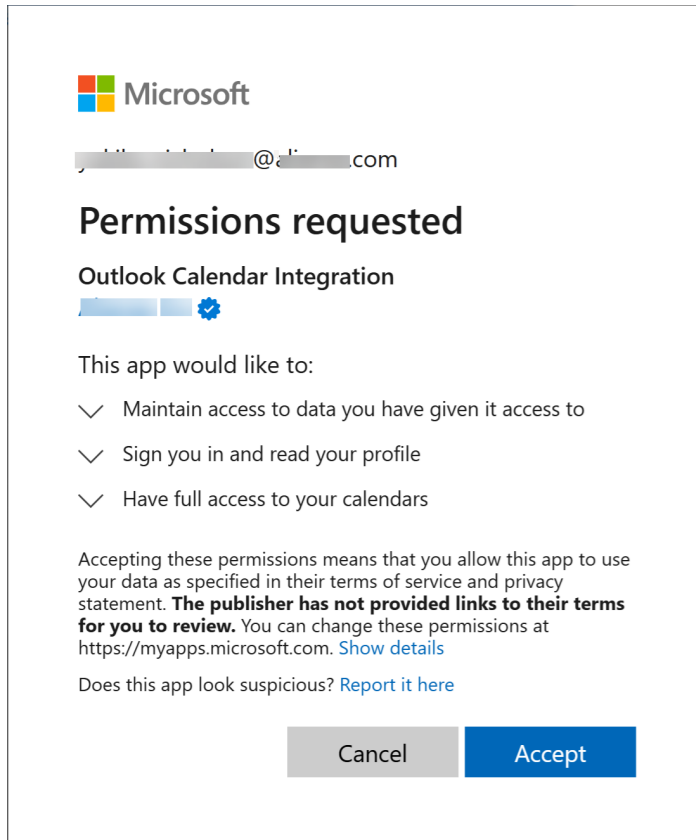 Microsoft
@
.com
Permissions requested
Outlook Calendar Integration
This app would like to:
Maintain access to data you have given it access to
Sign you in and read your profile
Have full access to your calendars
Accepting these permissions means that you allow this app to use
your data as specified in their terms of service and privacy
statement. The publisher has not provided links to their terms
for you to review. You can change these permissions at
https://myapps.microsoft.com. Show details
Does this app look suspicious? Report it here
Cancel
Accept